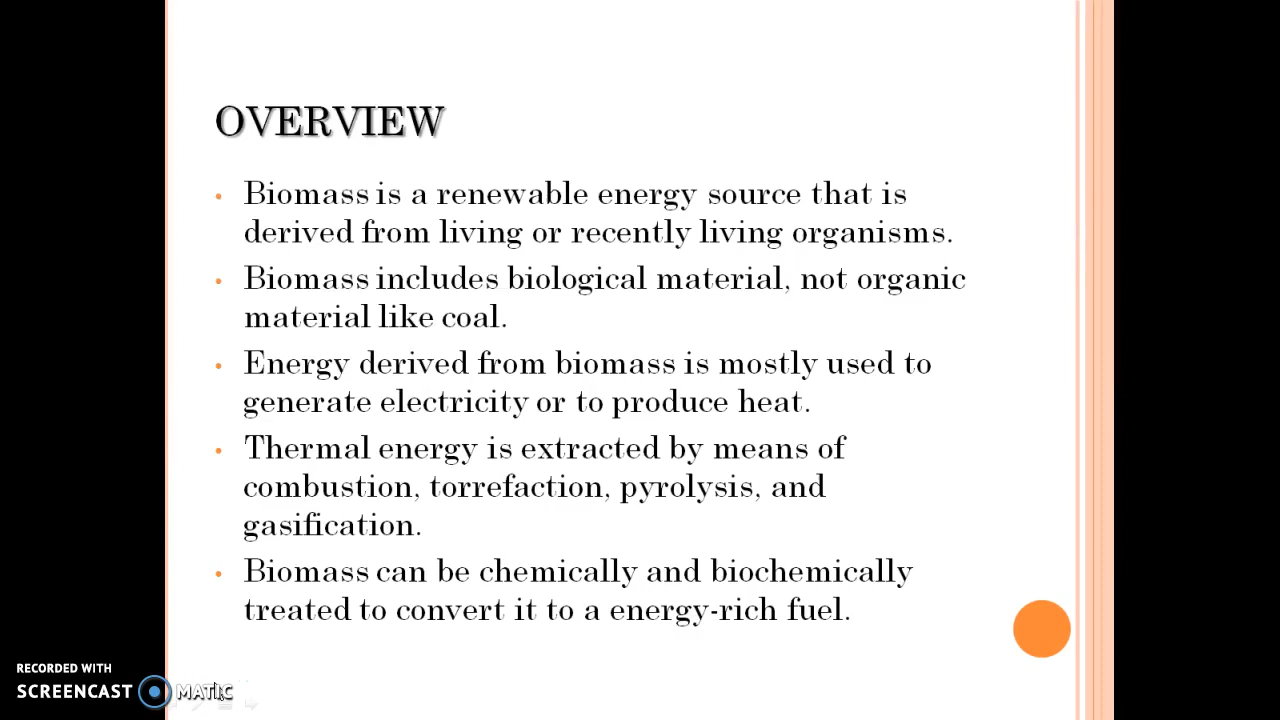 OVERVIEW
• Biomass is a renewable energy source that is
derived from living or recently living organisms.
• Biomass includes biological material, not organic
material like coal.
• Energy derived from biomass is mostly used to
generate electricity or to produce heat.
• Thermal energy is extracted by means of
combustion, torrefaction, pyrolysis, and
gasification.
• Biomass can be chemically and biochemically
treated to convert it to a energy-rich fuel.
RECORDED WITH
SCREENCAST MATIC